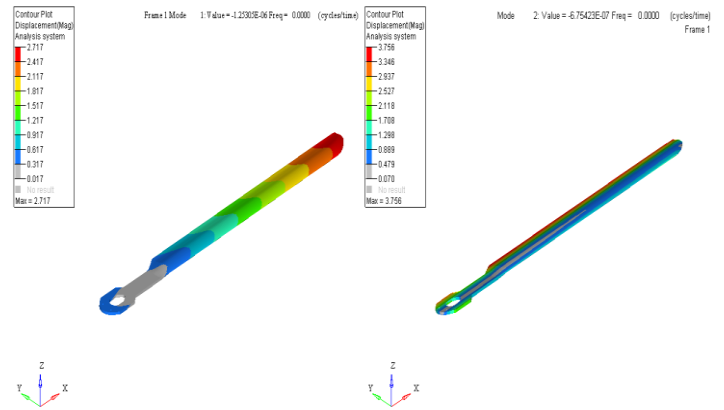 Contour Plot
Displacement(Mag)
Analysis system
2.717
2.417
2.117
1.817
1.517
1.217
0.917
0.617
0.317
0.017
No result
Max = 2.717
Frame 1 Mode 1: Value = -1.25305E-06 Freq = 0.0000 (cycles/time)
Z
Y
X
Contour Plot
Displacement(Mag)
Analysis system
3.756
3.346
2.937
2.527
2.118
1.708
1.298
0.889
0.479
0.070
No result
Max = 3.756
Mode 2: Value = -6.75423E-07 Freq = 0.0000 (cycles/time)
Frame 1
Z
Y
X